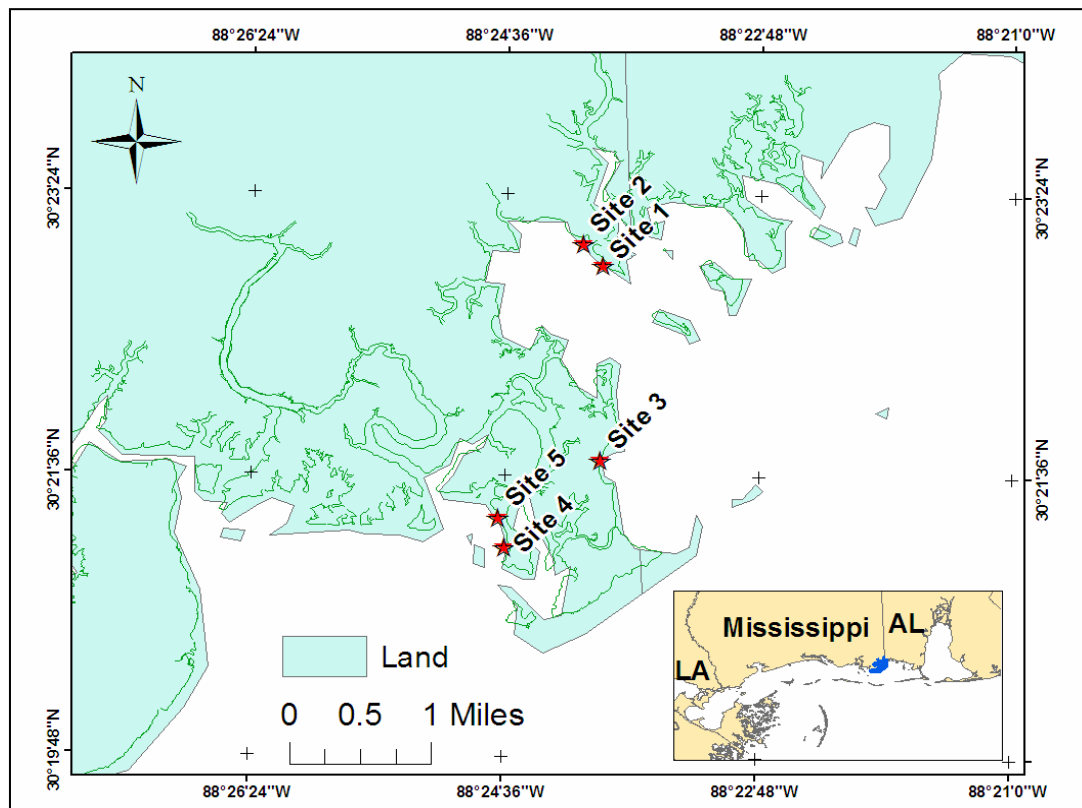 88°26'24"W 88°24'36"W 88°22'48"W 88°21'0"W
N
30°23'24"N
30°23'24"N
Site 2
Site 1
Site 3
30°21'36"N
30°21'36"N
Site 5
Site 4
Land
0 0.5 1 Miles
Mississippi
AL
LA
30°19'48"N
88°26'24"W 88°24'36"W 88°22'48"W 88°21'0"W